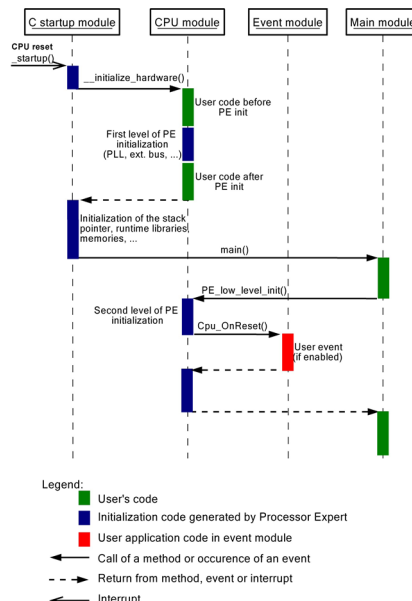 C startup module
CPU module
Event module
Main module
CPU reset
_startup()
__initialize_hardware()
User code before
PE init
First level of PE
initialization
(PLL, ext. bus, ...)
User code after
PE init
Initialization of the stack
pointer, runtime libraries,
memories, ...
main()
PE_low_level_init()
Second level of PE
initialization
Cpu_OnReset()
User event
(if enabled)
Legend:
User's code
Initialization code generated by Processor Expert
User application code in event module
Call of a method or occurence of an event
Return from method, event or interrupt
Interrupt